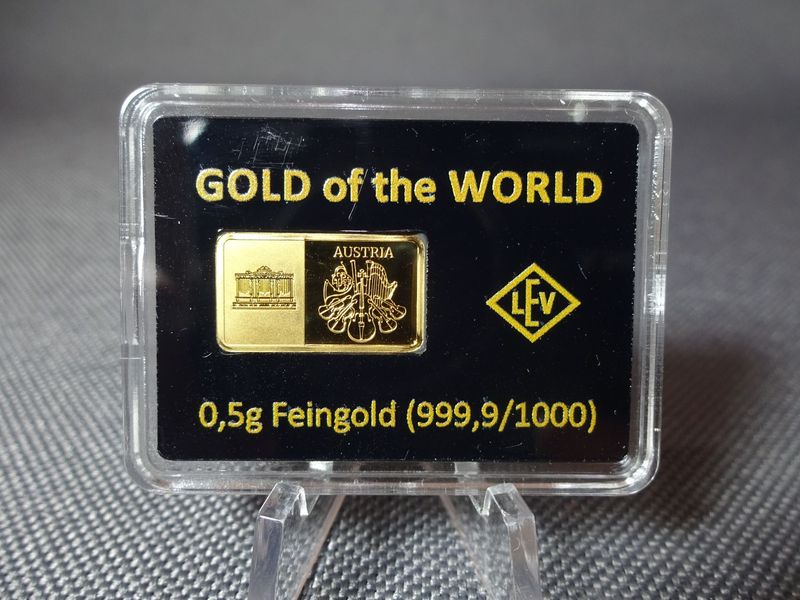 GOLD of the WORLD
AUSTRIA
LEV
0,5g Feingold (999,9/1000)